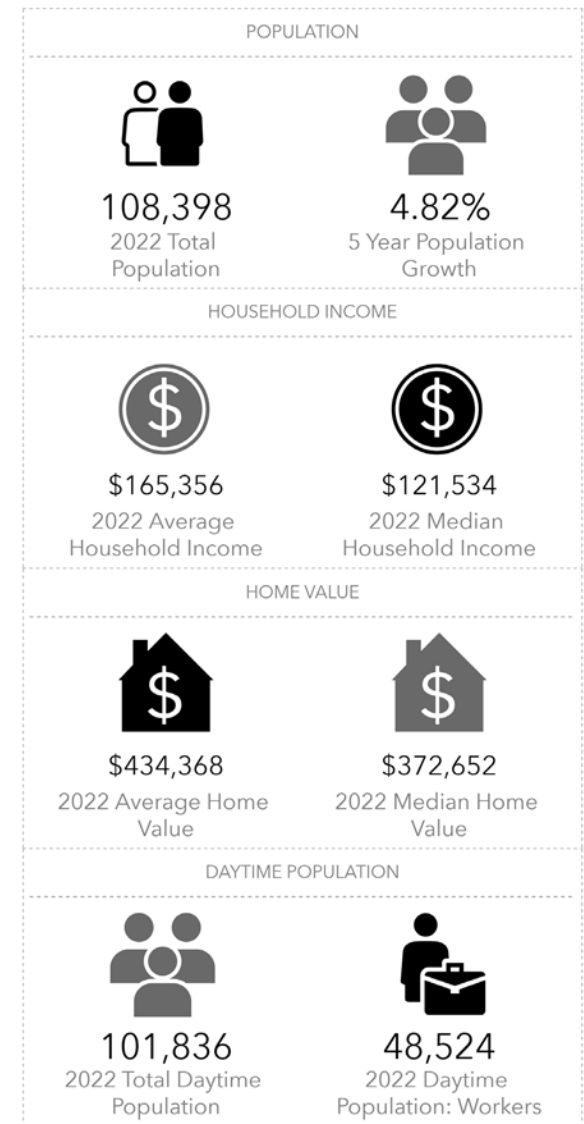 POPULATION
108,398
2022 Total
Population
4.82%
5 Year Population
Growth
HOUSEHOLD INCOME
$
$165,356
2022 Average
Household Income
$
$121,534
2022 Median
Household Income
HOME VALUE
$
$434,368
2022 Average Home
Value
$
$372,652
2022 Median Home
Value
DAYTIME POPULATION
101,836
2022 Total Daytime
Population
48,524
2022 Daytime
Population: Workers